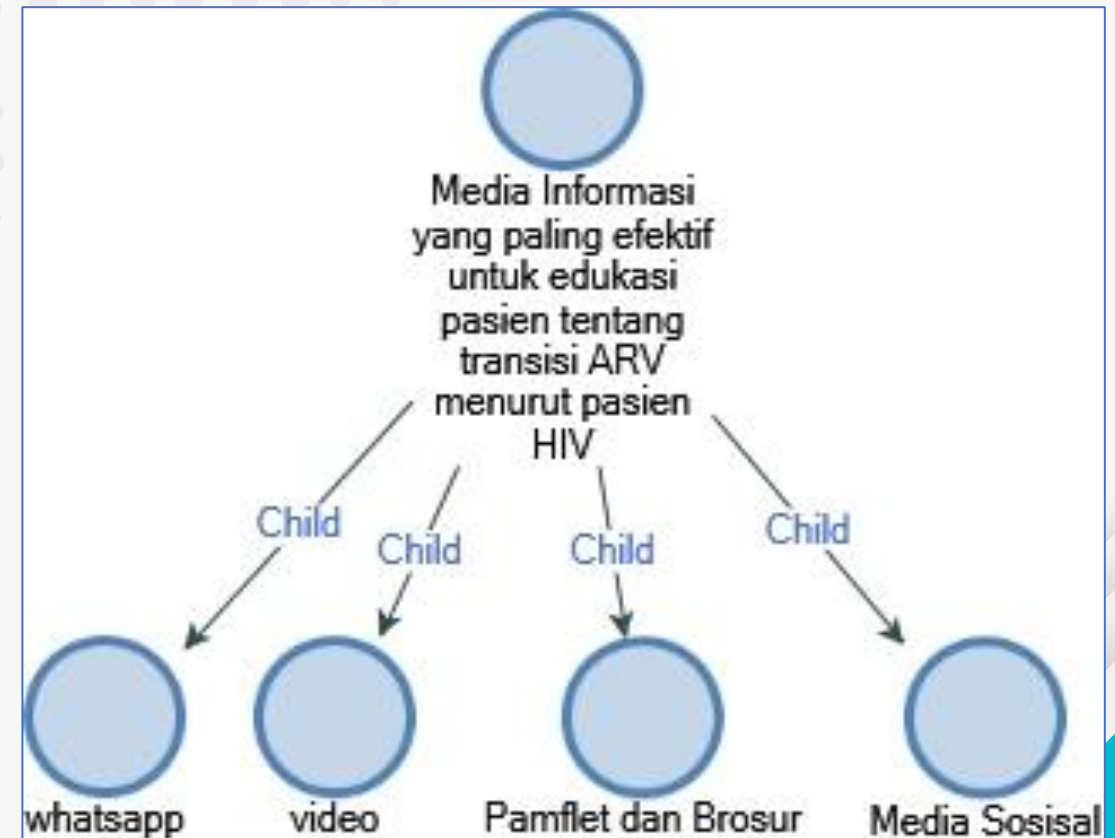 Media Informasi
yang paling efektif
untuk edukasi
pasien tentang
transisi ARV
menurut pasien
HIV
Child
Child
Child
Child
whatsapp
video
Pamflet dan Brosur
Media Sosisal